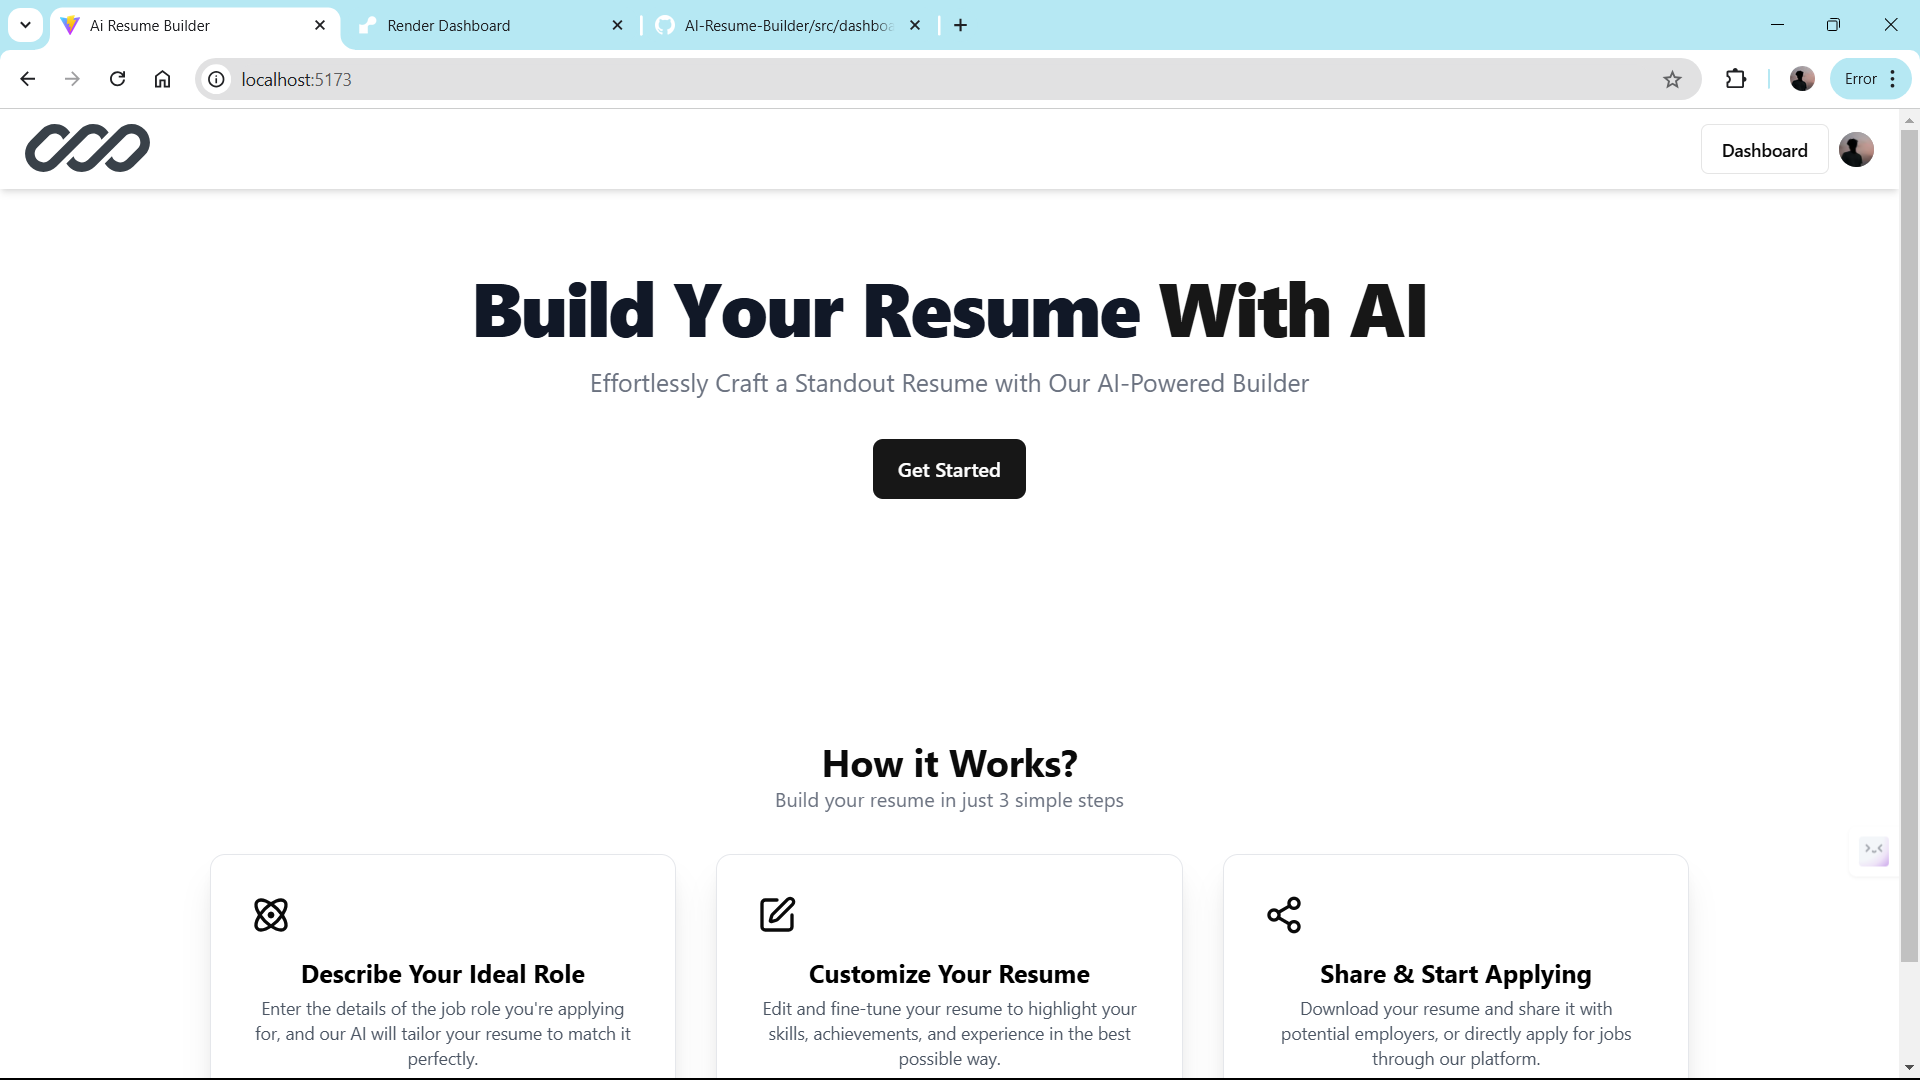 Ai Resume Builder
Render Dashboard
AI-Resume-Builder/src/dashboa
localhost:5173
Error
Dashboard
Build Your Resume With AI
Effortlessly Craft a Standout Resume with Our AI-Powered Builder
Get Started
How it Works?
Build your resume in just 3 simple steps
Describe Your Ideal Role
Enter the details of the job role you're applying
for, and our AI will tailor your resume to match it
perfectly.
Customize Your Resume
Edit and fine-tune your resume to highlight your
skills, achievements, and experience in the best
possible way.
Share & Start Applying
Download your resume and share it with
potential employers, or directly apply for jobs
through our platform.